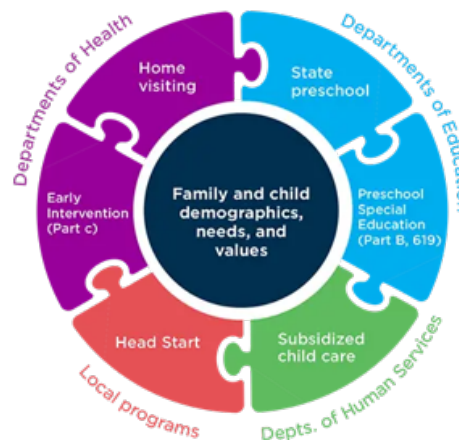 Departments of Health
Departments of Education
Home
visiting
State
preschool
Early
Intervention
(Part c)
Family and child
demographics,
needs, and
values
Preschool
Special
Education
(Part B, 619)
Head Start
Subsidized
child care
Local programs
Depts. of Human Services